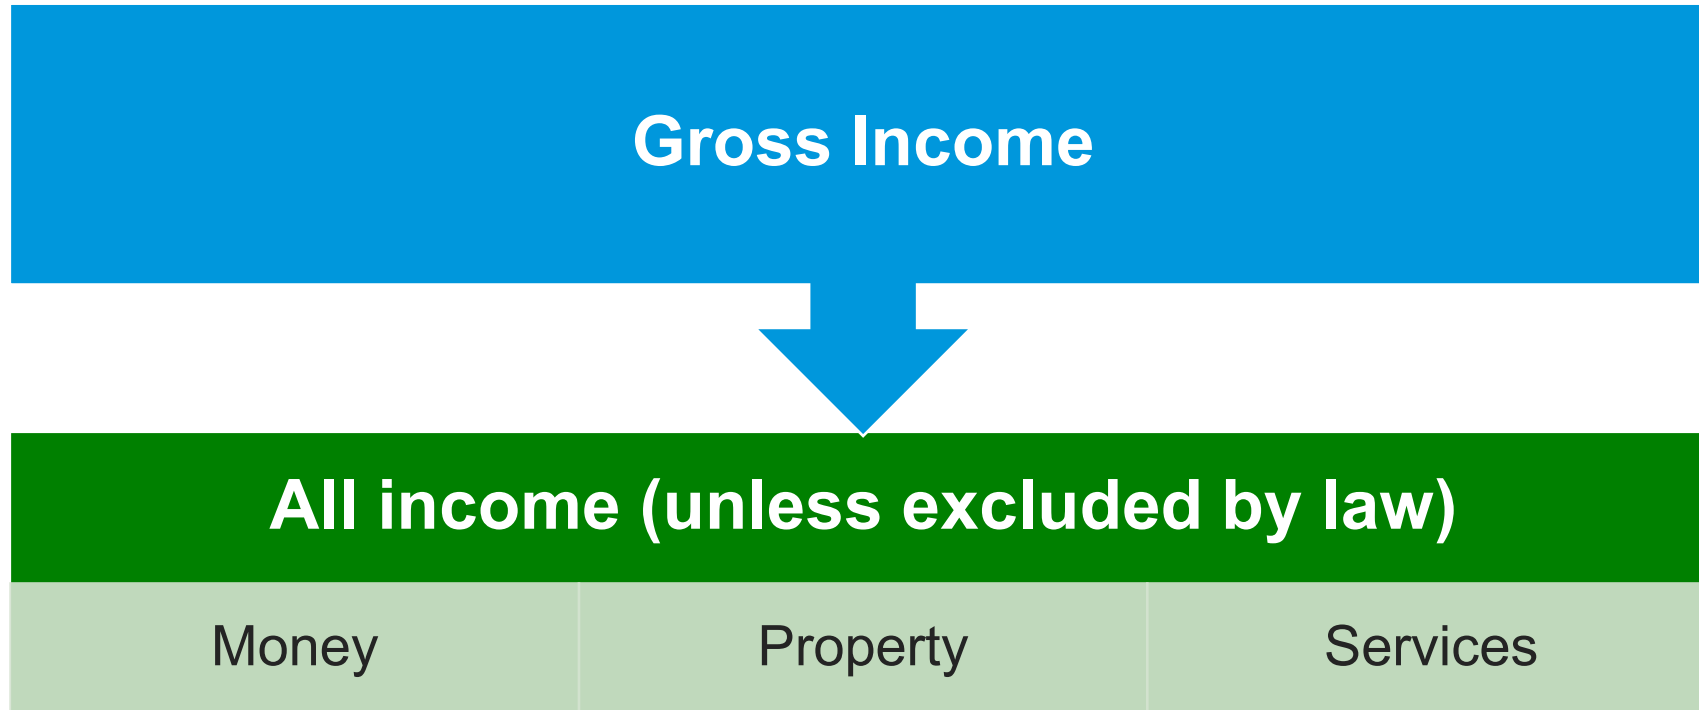 Gross Income
All income (unless excluded by law)
Money
Property
Services